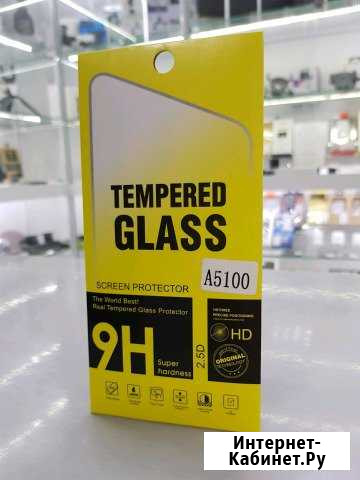 TEMPERED
GLASS
SCREEN PROTECTOR
A5100
The World Best!
Real Tempered Glass Protector
9H
Super
hardness
2.5D
HD
ORIGINAL
Интернет-
Кабинет.Ру